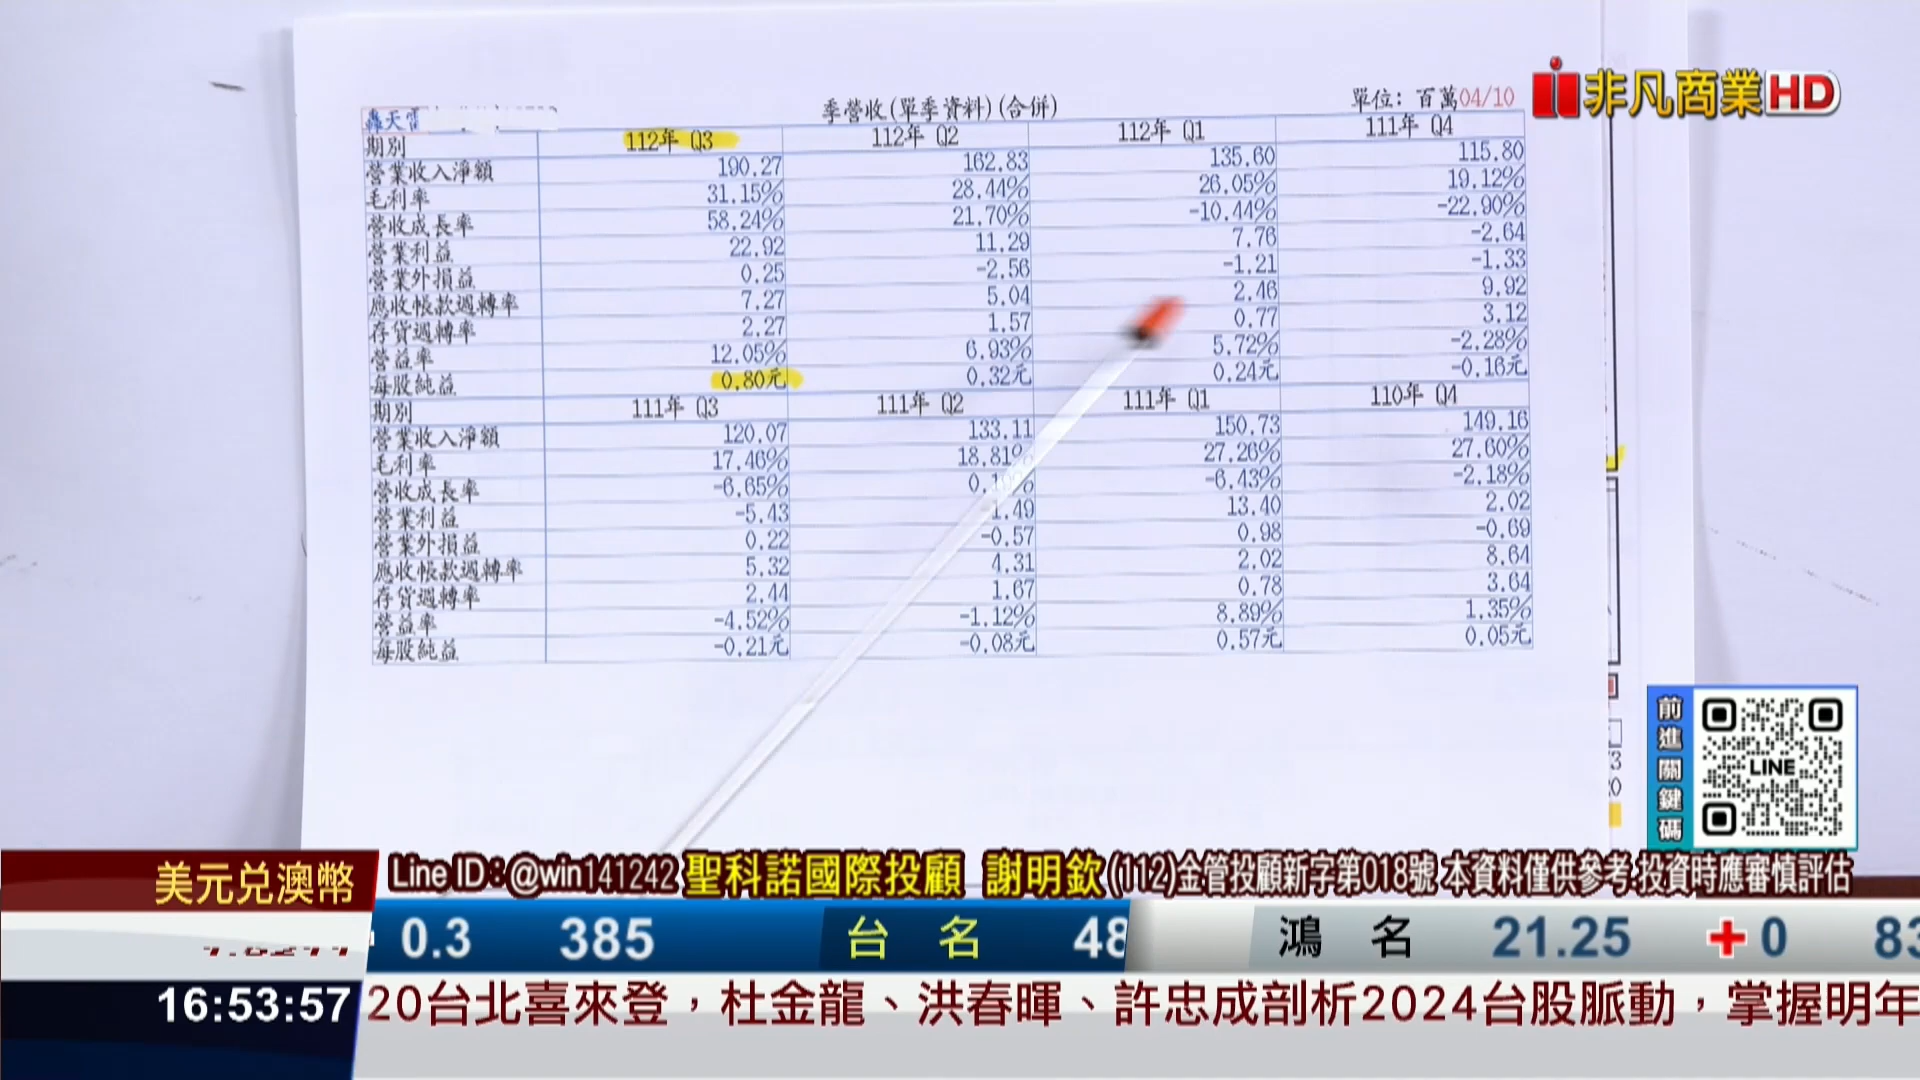 非凡商業HD
轟天雷
季營收(單季資料)(合併)
單位：百萬 04/10
期別 112年 Q3 112年 Q2 112年 Q1 111年 Q4
營業收入淨額 190.27 162.83 135.60 115.80
毛利率 31.15% 28.44% 26.05% 19.12%
營收成長率 58.24% 21.70% -10.44% -22.90%
營業利益 22.92 11.29 7.76 -2.64
營業外損益 0.25 -2.56 -1.21 -1.33
應收帳款週轉率 7.27 5.04 2.46 9.92
存貨週轉率 2.27 1.57 0.77 3.12
營益率 12.05% 6.93% 5.72% -2.28%
每股純益 0.80元 0.32元 0.24元 -0.16元
期別 111年 Q3 111年 Q2 111年 Q1 110年 Q4
營業收入淨額 120.07 133.11 150.73 149.16
毛利率 17.46% 18.81% 27.26% 27.60%
營收成長率 -6.65% -6.43% -2.18%
營業利益 -5.43 13.40 2.02
營業外損益 0.22 -0.57 0.98 -0.69
應收帳款週轉率 5.32 4.31 2.02 8.64
存貨週轉率 2.44 1.67 0.78 3.64
營益率 -4.52% -1.12% 8.89% 1.35%
每股純益 -0.21元 -0.08元 0.57元 0.05元
前進關鍵碼
LINE
美元兌澳幣
Line ID：@win141242 聖科諾國際投顧 謝明欽 (112)金管投顧新字第018號 本資料僅供參考.投資時應審慎評估
0.3 385 台名 48 鴻名 21.25 +0 83
16:53:57
20台北喜來登，杜金龍、洪春暉、許忠成剖析2024台股脈動，掌握明年